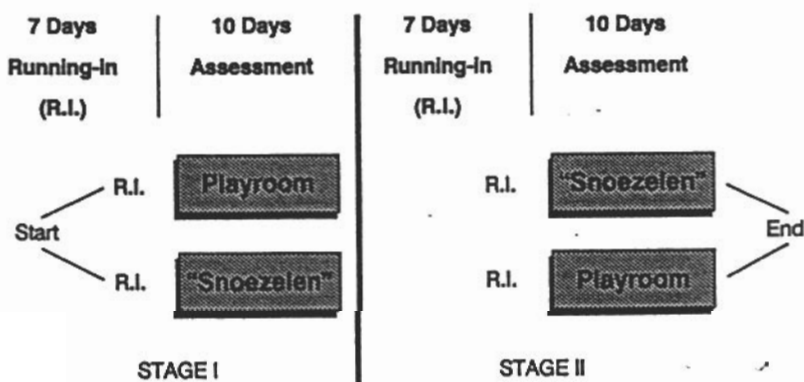 7 Days 10 Days 7 Days 10 Days
Running-in Assessment Running-in Assessment
(R.I.) (R.I.)
R.I. Playroom R.I. "Snoezelen"
Start End
R.I. "Snoezelen" R.I. Playroom
STAGE I STAGE II